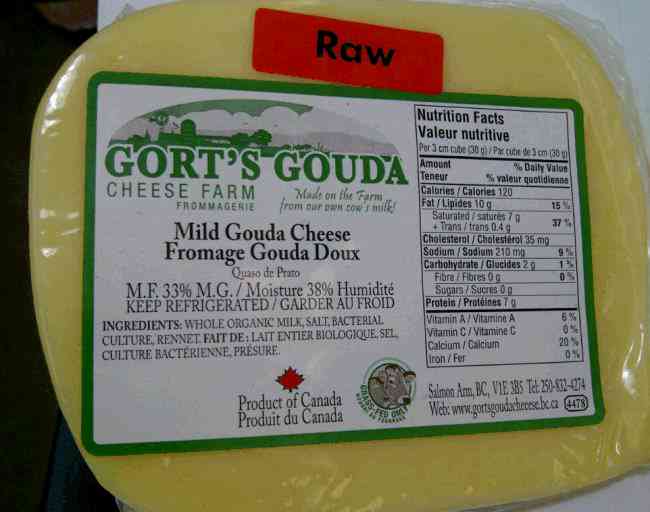 Raw
GORT'S GOUDA
CHEESE FARM
FROMMAGERIE
Made on the Farm
from our own cow's milk!
Mild Gouda Cheese
Fromage Gouda Doux
Quaso de Prato
M.F. 33% M.G. / Moisture 38% Humidité
KEEP REFRIGERATED / GARDER AU FROID
INGREDIENTS: WHOLE ORGANIC MILK, SALT, BACTERIAL
CULTURE, RENNET. FAIT DE : LAIT ENTIER BIOLOGIQUE, SEL,
CULTURE BACTÉRIENNE, PRÉSURE.
Product of Canada
Produit du Canada
GRASS-FED ONLY
Nutrition Facts
Valeur nutritive
Per 3 cm cube (30 g) / Par cube de 3 cm (30 g)
Amount % Daily Value
Teneur % valeur quotidienne
Calories / Calories 120
Fat / Lipides 10 g 15 %
Saturated / saturés 7 g
+ Trans / trans 0.4 g 37 %
Cholesterol / Cholestérol 35 mg
Sodium / Sodium 210 mg 9 %
Carbohydrate / Glucides 2 g 1 %
Fibre / Fibres 0 g 0 %
Sugars / Sucres 0 g
Protein / Protéines 7 g
Vitamin A / Vitamine A 6 %
Vitamin C / Vitamine C 0 %
Calcium / Calcium 20 %
Iron / Fer 0 %
Salmon Arm, BC, V1E 3B5 Tel: 250-832-4274
Web: www.gortsgoudacheeese.bc.ca 4478